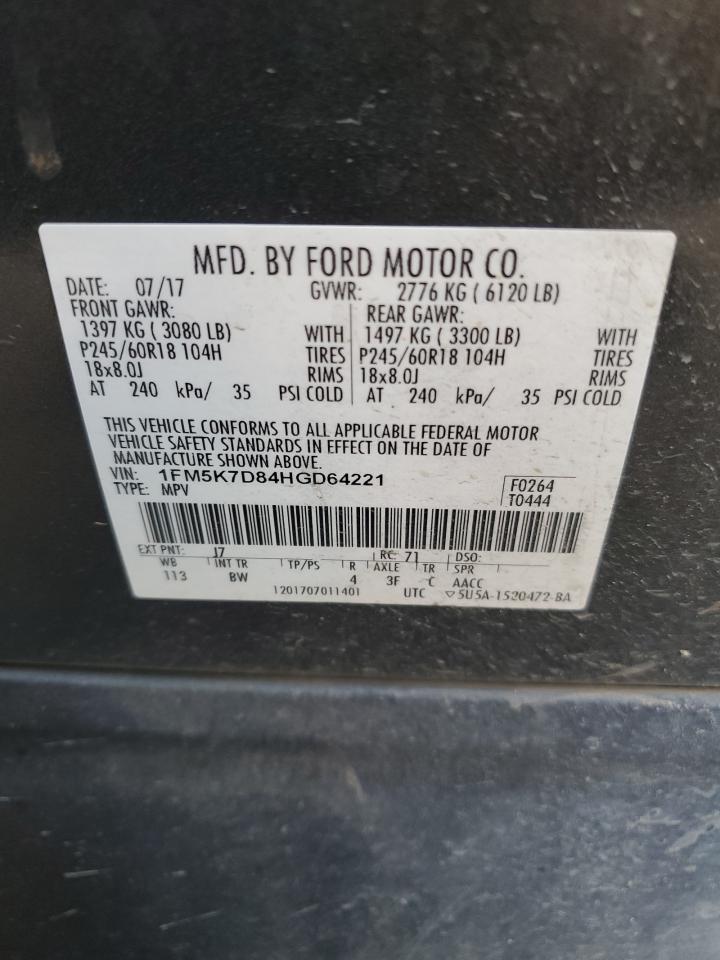 MFD. BY FORD MOTOR CO.
DATE: 07/17 GVWR: 2776 KG ( 6120 LB)
FRONT GAWR: REAR GAWR:
1397 KG ( 3080 LB) WITH 1497 KG ( 3300 LB) WITH
P245/60R18 104H TIRES P245/60R18 104H TIRES
18x8.0J RIMS 18x8.0J RIMS
AT 240 kPa/ 35 PSI COLD AT 240 kPa/ 35 PSI COLD
THIS VEHICLE CONFORMS TO ALL APPLICABLE FEDERAL MOTOR
VEHICLE SAFETY STANDARDS IN EFFECT ON THE DATE OF
MANUFACTURE SHOWN ABOVE.
VIN: 1FM5K7D84HGD64221 F0264
TYPE: MPV T0444
EXT PNT: J7 RC: 71 DSO:
WB INT TR TP/PS R AXLE TR SPR
113 BW 4 3F C AACC
1201707011401 UTC ▽5U5A-1520472-BA